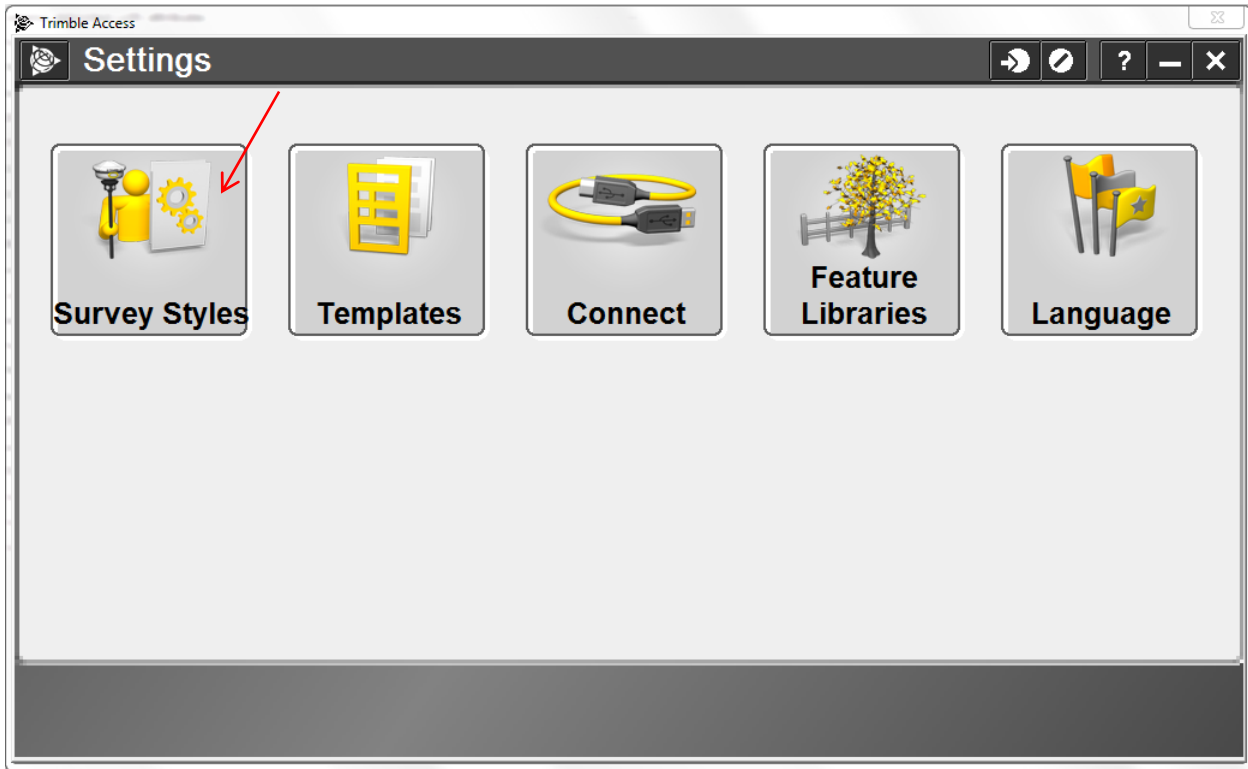 Trimble Access
Settings
?
Survey Styles
Templates
Connect
Feature
Libraries
Language